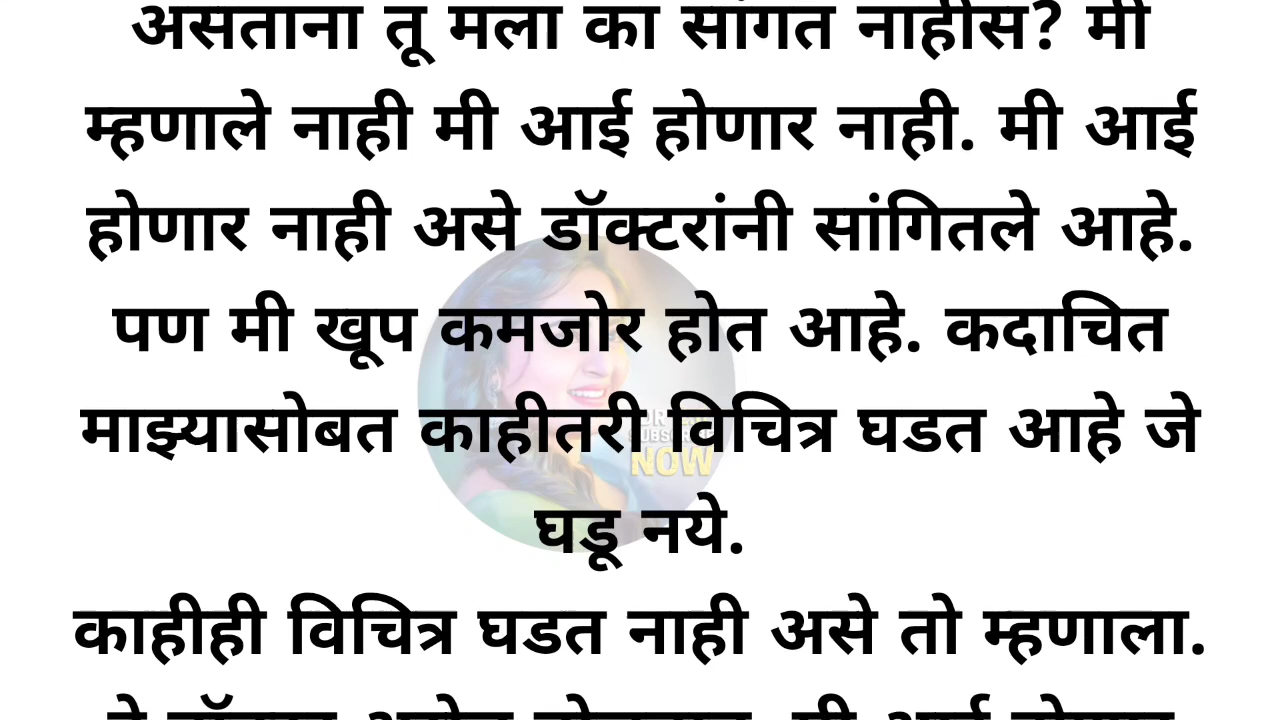 असताना तू मला का सांगत नाहीस? मी
म्हणाले नाही मी आई होणार नाही. मी आई
होणार नाही असे डॉक्टरांनी सांगितले आहे.
पण मी खूप कमजोर होत आहे. कदाचित
माझ्यासोबत काहीतरी विचित्र घडत आहे जे
NOW
घडू नये.
काहीही विचित्र घडत नाही असे तो म्हणाला.